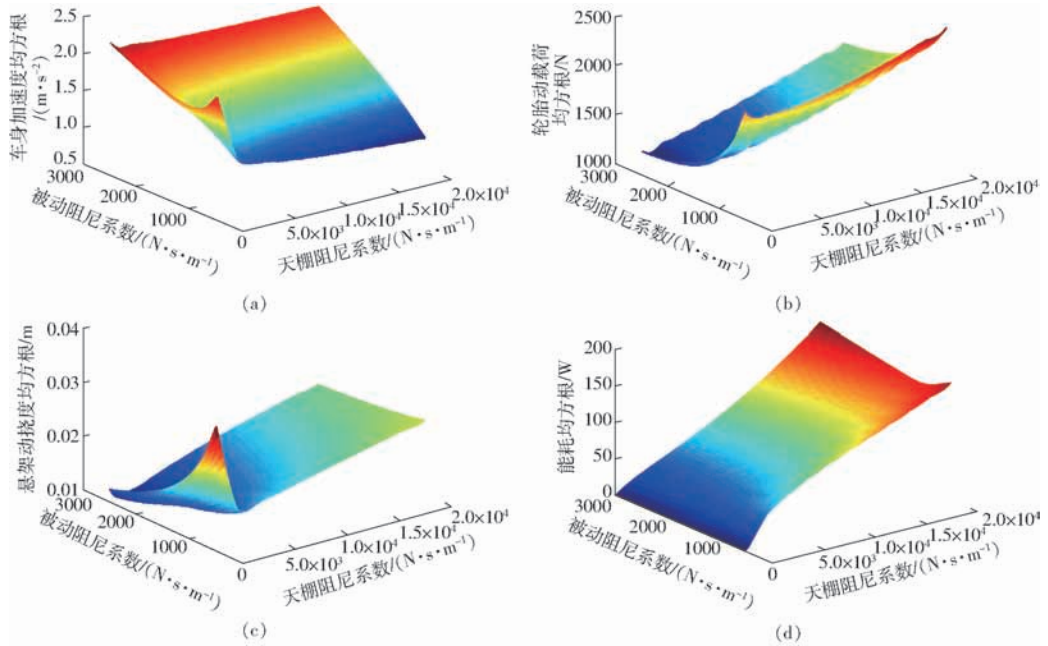 2.5
2.0
1.5
1.0
0.5
车身加速度均方根
/(m·s⁻²)
3000
2000
1000
0
被动阻尼系数/(N·s·m⁻¹)
5.0×10³
1.0×10⁴
1.5×10⁴
2.0×10⁴
天棚阻尼系数/(N·s·m⁻¹)
(a)
2500
2000
1500
1000
轮胎动载荷
均方根/N
3000
2000
1000
0
被动阻尼系数/(N·s·m⁻¹)
5.0×10³
1.0×10⁴
1.5×10⁴
2.0×10⁴
天棚阻尼系数/(N·s·m⁻¹)
(b)
0.04
0.03
0.02
0.01
悬架动挠度均方根/m
3000
2000
1000
0
被动阻尼系数/(N·s·m⁻¹)
5.0×10³
1.0×10⁴
1.5×10⁴
2.0×10⁴
天棚阻尼系数/(N·s·m⁻¹)
(c)
200
150
100
50
0
能耗均方根/W
3000
2000
1000
0
被动阻尼系数/(N·s·m⁻¹)
5.0×10³
1.0×10⁴
1.5×10⁴
2.0×10⁴
天棚阻尼系数/(N·s·m⁻¹)
(d)